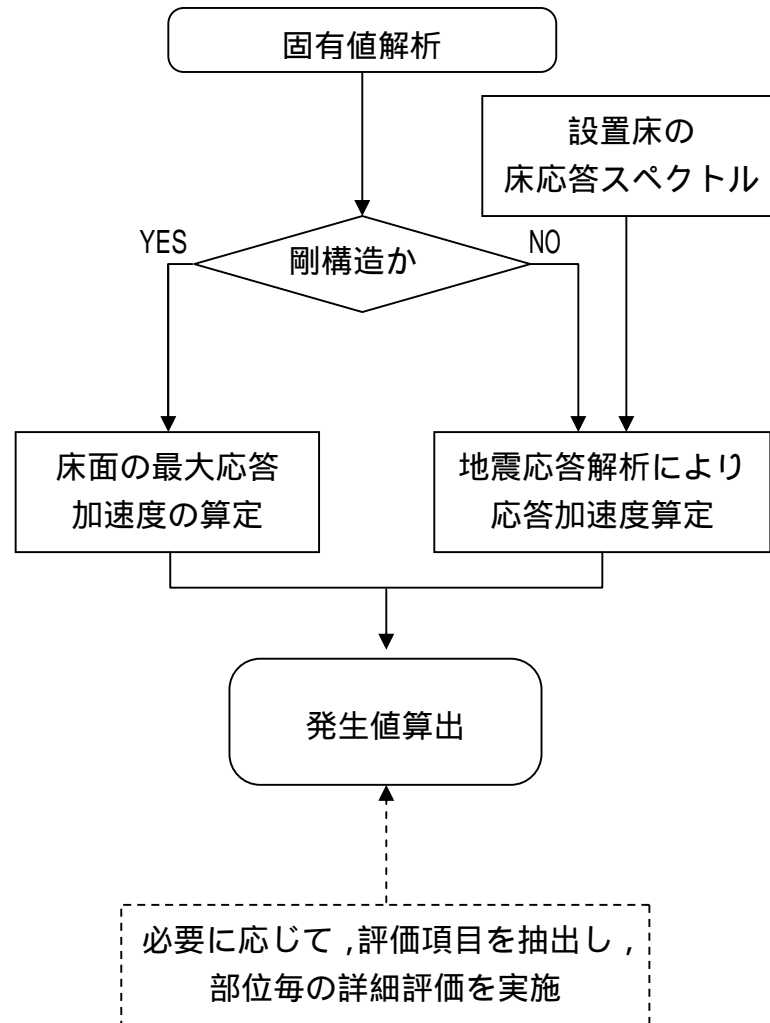 固有値解析
設置床の
床応答スペクトル
YES
剛構造か
NO
床面の最大応答
加速度の算定
地震応答解析により
応答加速度算定
発生値算出
必要に応じて，評価項目を抽出し，
部位毎の詳細評価を実施